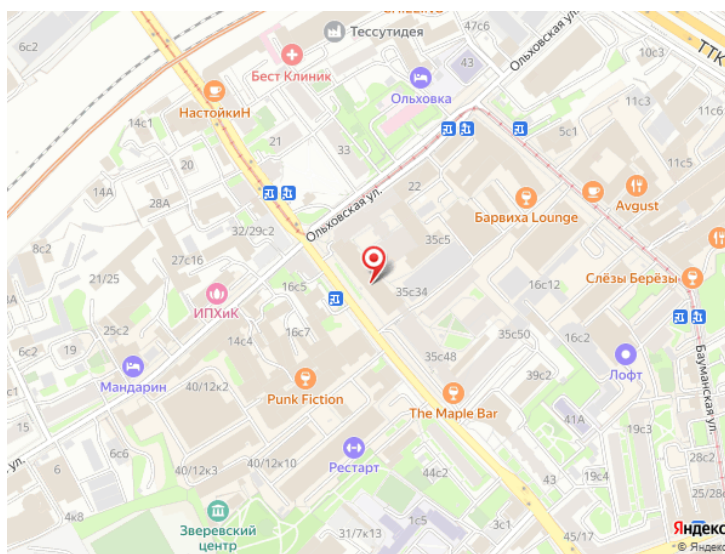 47с6
6с2
Тессутидея
ТТК
10с3
Бест Клиник
43
Ольховская ул.
Ольховка
11с3
НастойкиН
14с1
21
5с1
33
11с5
20
14А
22
Avgust
28А
Барвиха Lounge
Ольховская ул.
32/29с2
8с2
35с5
27с16
Слёзы Берёзы
21/25
16с5
35с34
16с12
ИПХиК
25с2
16с7
35с50
6с2
19
14с4
16с2
35с48
Мандарин
39с2
Лофт
Бауманская ул.
40/12к2
Punk Fiction
The Maple Bar
15
41А
19с3
ул.
Рестарт
28с2
6
6
40/12к3
40/12к10
44с2
43
19с4
25/28с
4к8
Зверевский
центр
31/7к13
3с1
45/17
Яндекс
© Яндекс